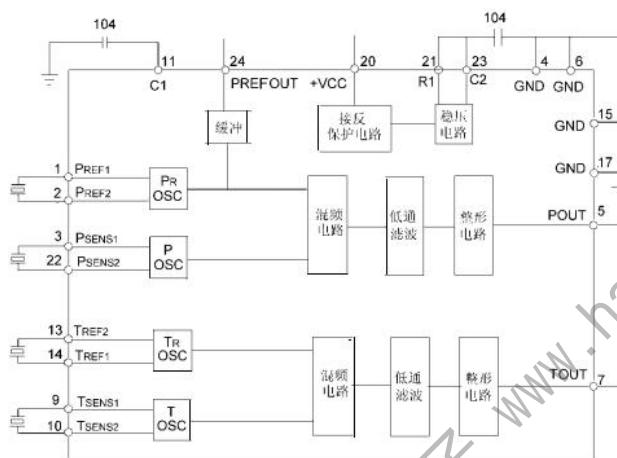 104
104
11
24
20
21
23
4
6
C1
PREFOUT
+VCC
R1
C2
GND
GND
缓冲
接反
保护电路
稳压
电路
15
GND
17
GND
1
PREF1
2
PREF2
PR
OSC
混频
电路
低通
滤波
整形
电路
POUT
5
3
PSENS1
22
PSENS2
P
OSC
13
TREF2
14
TREF1
TR
OSC
混频
电路
低通
滤波
整形
电路
TOUT
7
9
TSENS1
10
TSENS2
T
OSC
www.ha